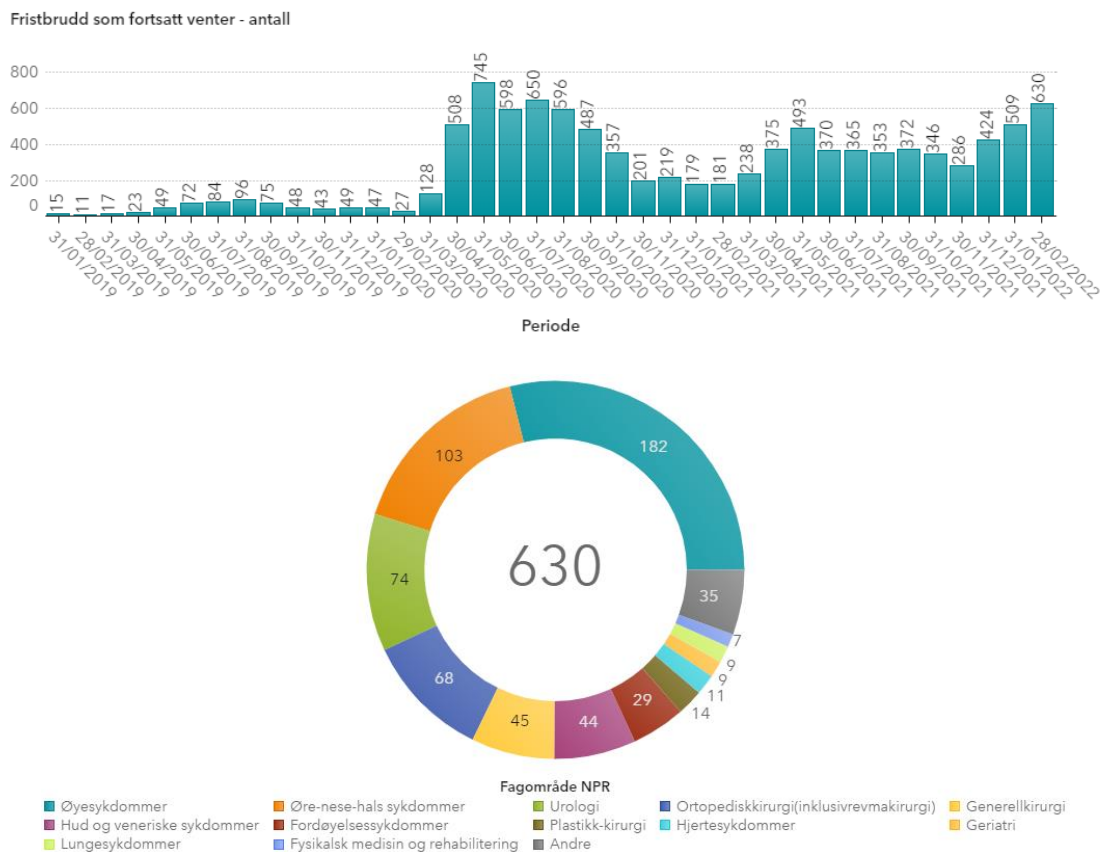 Fristbrudd som fortsatt venter - antall
800
600
400
200
0
15 11 17 23 49 72 84 96 75 48 43 49 47 27 128 508 745 598 650 596 487 357 201 219 179 181 238 375 493 370 365 353 372 346 286 424 509 630
31/01/2019 28/02/2019 31/03/2019 30/04/2019 31/05/2019 30/06/2019 31/07/2019 31/08/2019 30/09/2019 31/10/2019 30/11/2019 31/12/2019 31/01/2020 29/02/2020 31/03/2020 30/04/2020 31/05/2020 30/06/2020 31/07/2020 31/08/2020 30/09/2020 31/10/2020 30/11/2020 31/12/2020 31/01/2021 28/02/2021 31/03/2021 30/04/2021 31/05/2021 30/06/2021 31/07/2021 31/08/2021 30/09/2021 31/10/2021 30/11/2021 31/12/2021 31/01/2022 28/02/2022
Periode
182
103
74
630
35
7
68
9
9
11
14
29
45
44
Fagområde NPR
Øyesykdommer Øre-nese-hals sykdommer Urologi Ortopediskkirurgi(inklusivrevmakirurgi) Generellkirurgi
Hud og veneriske sykdommer Fordøyelsessykdommer Plastikk-kirurgi Hjertesykdommer Geriatri
Lungesykdommer Fysikalsk medisin og rehabilitering Andre